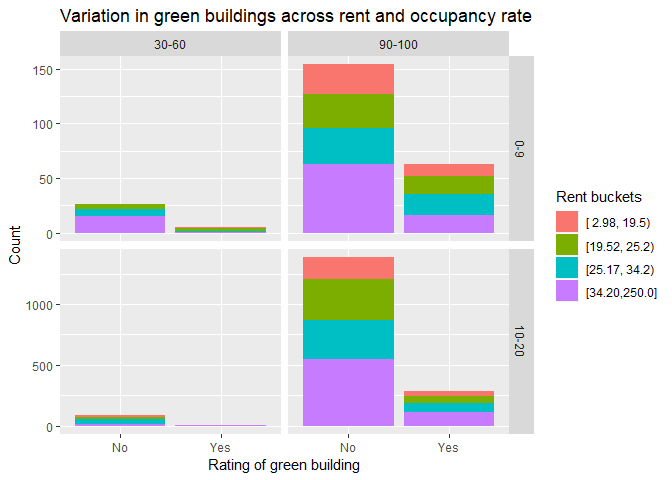 Variation in green buildings across rent and occupancy rate
30-60
90-100
150
100
50
0
0-9
1000
500
0
10-20
No
Yes
No
Yes
Count
Rating of green building
Rent buckets
[ 2.98, 19.5)
[19.52, 25.2)
[25.17, 34.2)
[34.20,250.0]